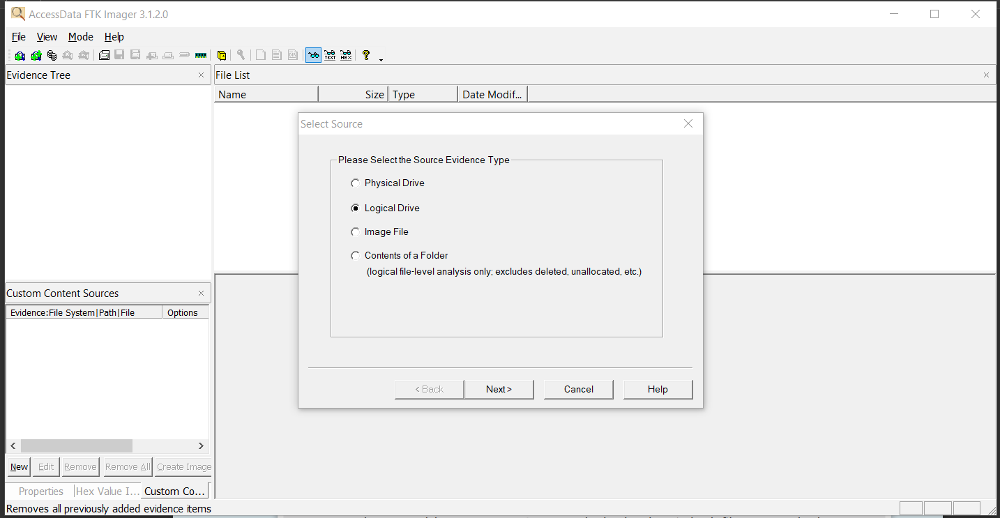 AccessData FTK Imager 3.1.2.0
File View Mode Help
TEXT HEX
Evidence Tree
File List
Name Size Type Date Modif...
Select Source
Please Select the Source Evidence Type
Physical Drive
Logical Drive
Image File
Contents of a Folder
(logical file-level analysis only; excludes deleted, unallocated, etc.)
< Back Next> Cancel Help
Custom Content Sources
Evidence:File System|Path|File Options
New Edit Remove Remove All Create Image
Properties Hex Value I... Custom Co...
Removes all previously added evidence items